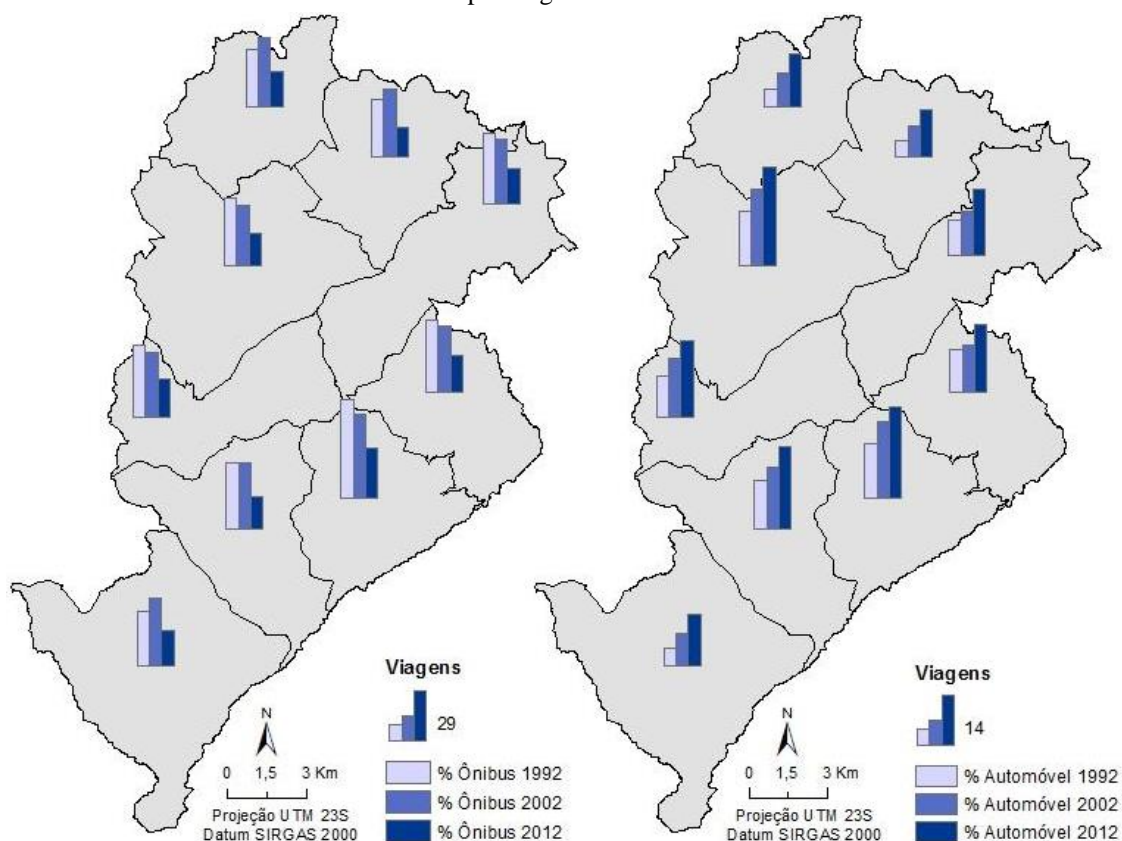 Viagens
29
% Ônibus 1992
% Ônibus 2002
% Ônibus 2012
N
0 1,5 3 Km
Projeção UTM 23S
Datum SIRGAS 2000
Viagens
14
% Automóvel 1992
% Automóvel 2002
% Automóvel 2012
N
0 1,5 3 Km
Projeção UTM 23S
Datum SIRGAS 2000